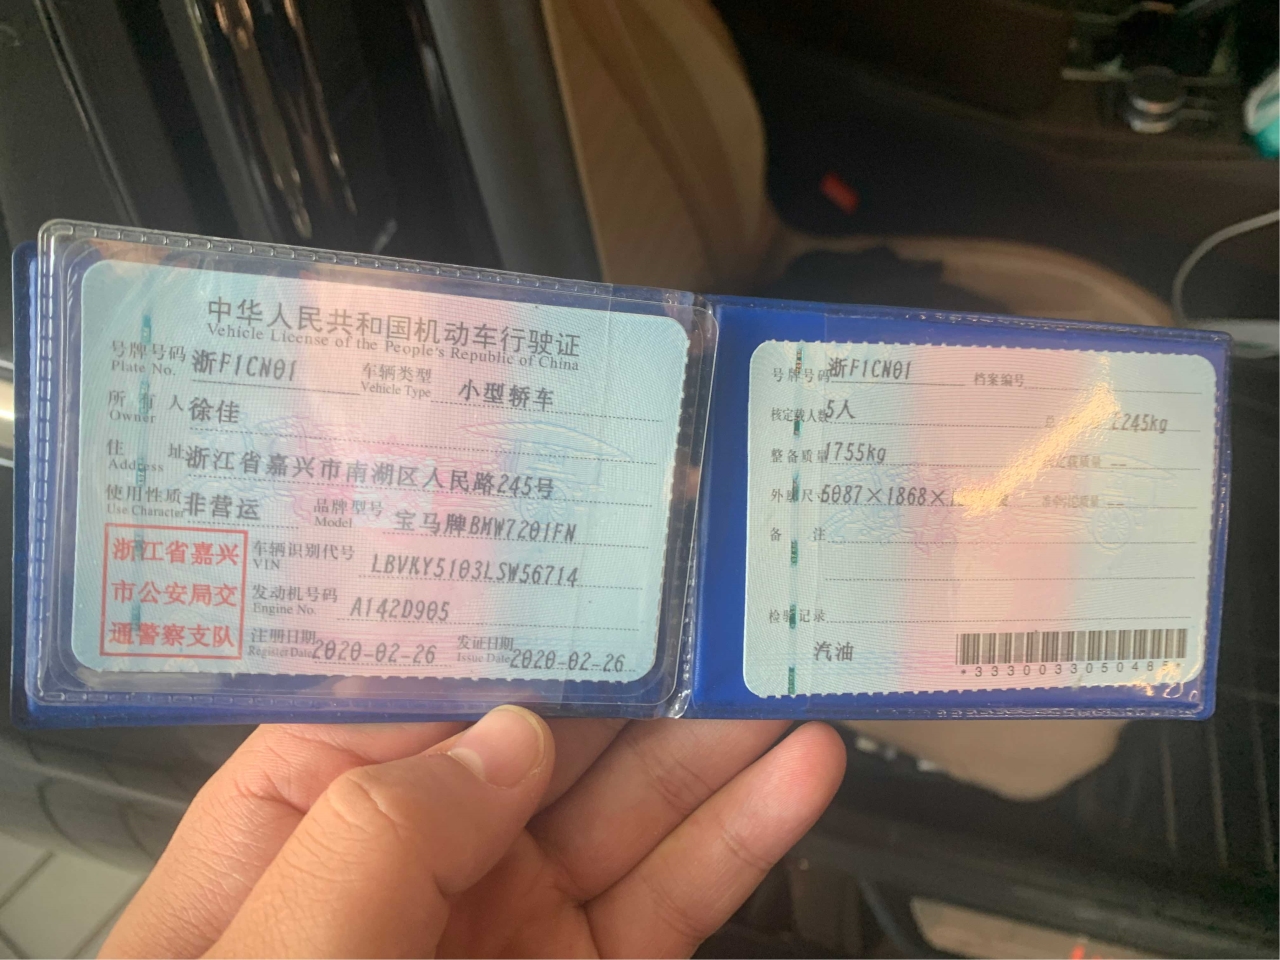 中华人民共和国机动车行驶证
Vehicle License of the People's Republic of China
号牌号码 浙F1CN01 车辆类型 小型轿车
Plate No. Vehicle Type
所有人 徐佳
Owner
住址 浙江省嘉兴市南湖区人民路245号
Address
使用性质 非营运 品牌型号 宝马牌BMW7201FN
Use Character Model
浙江省嘉兴
市公安局交
通警察支队
车辆识别代号 LBVKY5103LSW56714
VIN
发动机号码 A142D905
Engine No.
注册日期 2020-02-26 发证日期 2020-02-26
Register Date Issue Date
号牌号码 浙F1CN01 档案编号
核定载人数 5人 总 245kg
整备质量 1755kg 质量 --
外廓尺 5087×1868×1 质量 --
备注
检验记录
汽油
*3330033050485*